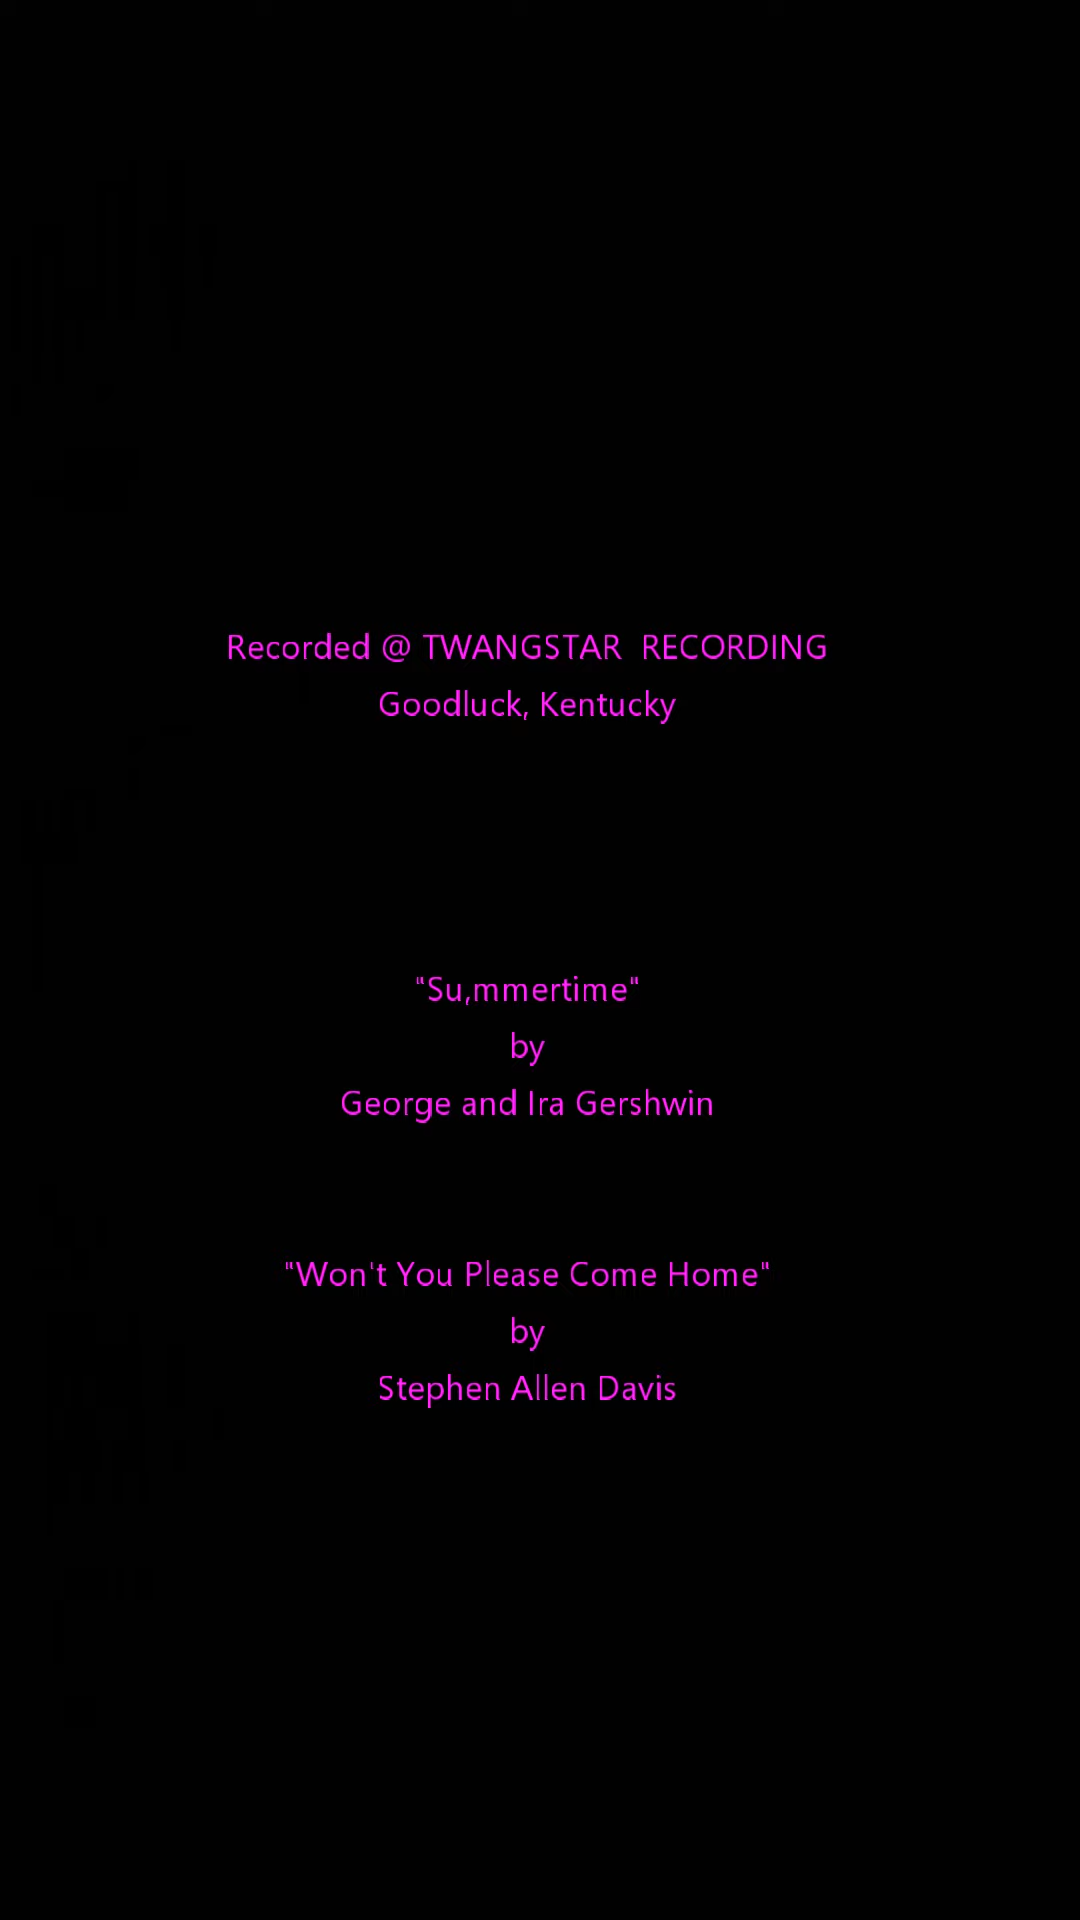 Recorded @ TWANGSTAR  RECORDING
Goodluck, Kentucky
"Su,mmertime"
by
George and Ira Gershwin
"Won't You Please Come Home"
by
Stephen Allen Davis